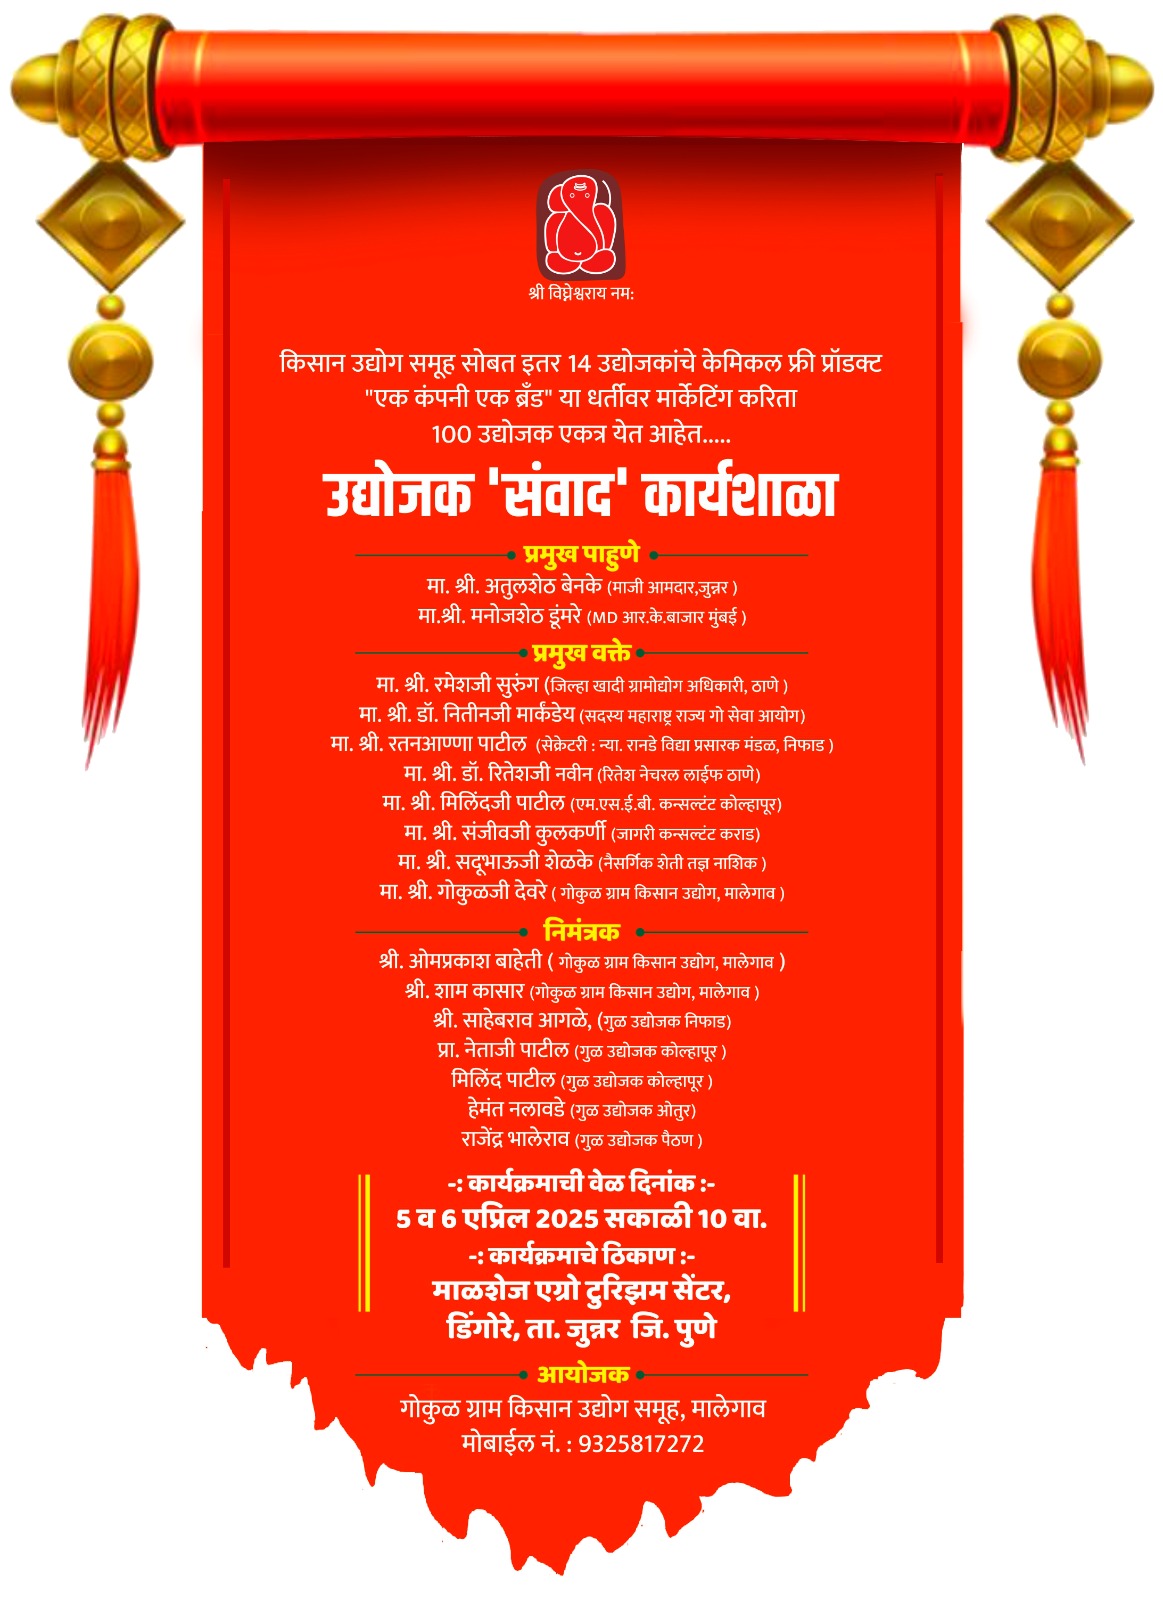 श्री विघ्नेश्वराय नम:
किसान उद्योग समूह सोबत इतर 14 उद्योजकांचे केमिकल फ्री प्रॉडक्ट
"एक कंपनी एक ब्रँड" या धर्तीवर मार्केटिंग करिता
100 उद्योजक एकत्र येत आहेत.....
उद्योजक 'संवाद' कार्यशाळा
प्रमुख पाहुणे
मा. श्री. अतुलशेठ बेनके (माजी आमदार,जुन्नर )
मा.श्री. मनोजशेठ डूंमरे (MD आर.के.बाजार मुंबई )
प्रमुख वक्ते
मा. श्री. रमेशजी सुरुंग (जिल्हा खादी ग्रामोद्योग अधिकारी, ठाणे )
मा. श्री. डॉ. नितीनजी मार्कंडेय (सदस्य महाराष्ट्र राज्य गो सेवा आयोग)
मा. श्री. रतनआण्णा पाटील (सेक्रेटरी : न्या. रानडे विद्या प्रसारक मंडळ, निफाड )
मा. श्री. डॉ. रितेशजी नवीन (रितेश नेचरल लाईफ ठाणे)
मा. श्री. मिलिंदजी पाटील (एम.एस.ई.बी. कन्सल्टंट कोल्हापूर)
मा. श्री. संजीवजी कुलकर्णी (जागरी कन्सल्टंट कराड)
मा. श्री. सदूभाऊजी शेळके (नैसर्गिक शेती तज्ञ नाशिक )
मा. श्री. गोकुळजी देवरे ( गोकुळ ग्राम किसान उद्योग, मालेगाव )
निमंत्रक
श्री. ओमप्रकाश बाहेती ( गोकुळ ग्राम किसान उद्योग, मालेगाव )
श्री. शाम कासार (गोकुळ ग्राम किसान उद्योग, मालेगाव )
श्री. साहेबराव आगळे, (गुळ उद्योजक निफाड)
प्रा. नेताजी पाटील (गुळ उद्योजक कोल्हापूर )
मिलिंद पाटील (गुळ उद्योजक कोल्हापूर )
हेमंत नलावडे (गुळ उद्योजक ओतुर)
राजेंद्र भालेराव (गुळ उद्योजक पैठण )
-: कार्यक्रमाची वेळ दिनांक :-
5 व 6 एप्रिल 2025 सकाळी 10 वा.
-: कार्यक्रमाचे ठिकाण :-
माळशेज एग्रो टुरिझम सेंटर,
डिंगोरे, ता. जुन्नर जि. पुणे
आयोजक
गोकुळ ग्राम किसान उद्योग समूह, मालेगाव
मोबाईल नं. : 9325817272